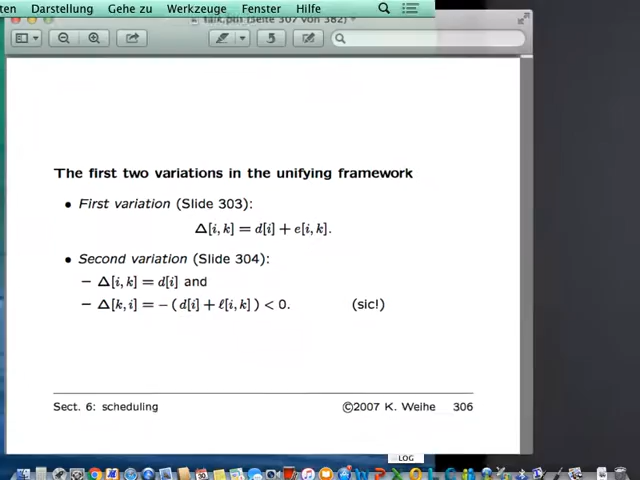 ten Darstellung Gehe zu Werkzeuge Fenster Hilfe
talk.pdf (Seite 307 von 382)
The first two variations in the unifying framework
• First variation (Slide 303):
Δ[i, k] = d[i] + e[i, k].
• Second variation (Slide 304):
– Δ[i, k] = d[i] and
– Δ[k, i] = – ( d[i] + ℓ[i, k] ) < 0. (sic!)
Sect. 6: scheduling ©2007 K. Weihe 306
LOG